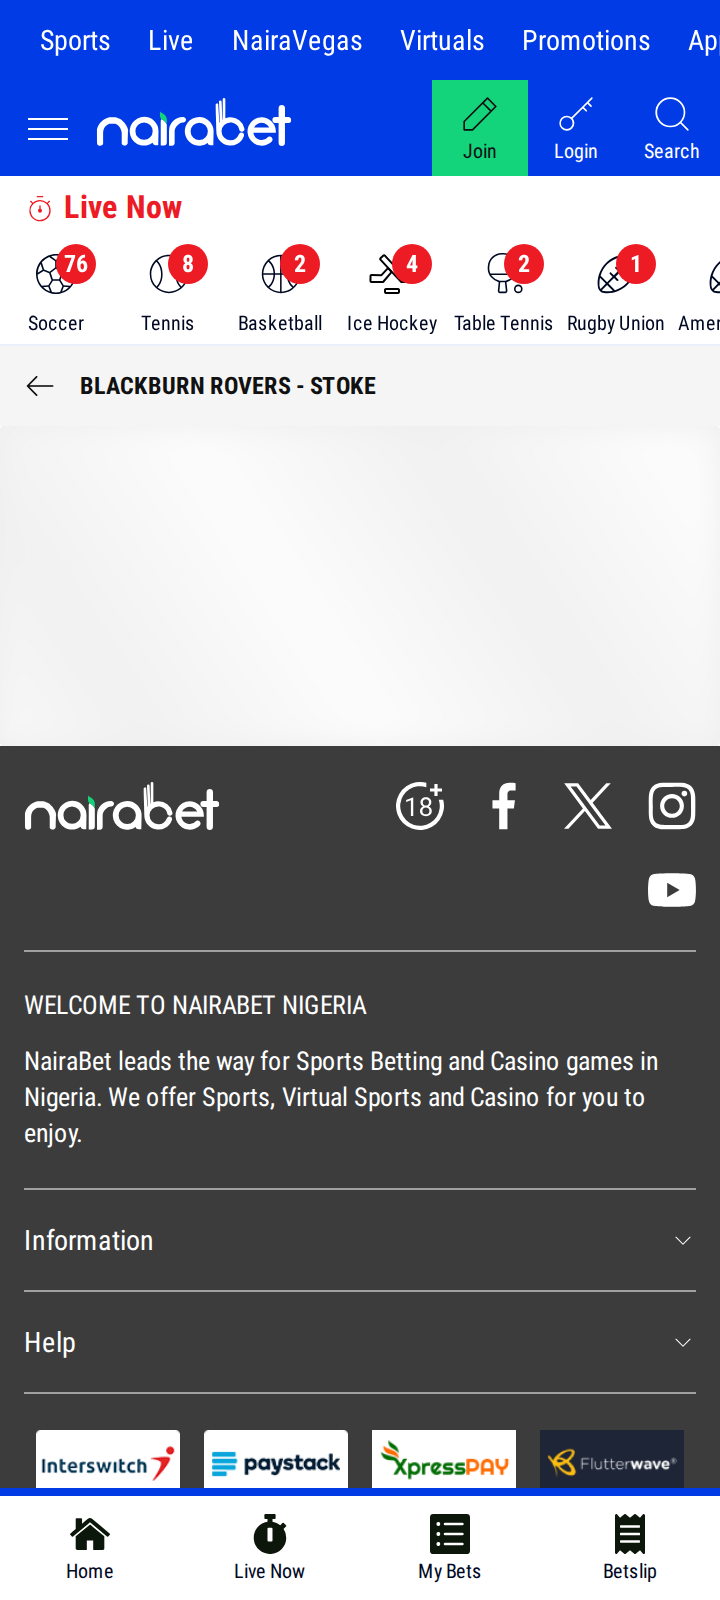 Sports Live NairaVegas Virtuals Promotions
nairabet
Join Login Search
Live Now
76 8 2 4 2 1
Soccer Tennis Basketball Ice Hockey Table Tennis Rugby Union
BLACKBURN ROVERS - STOKE
nairabet
18+
WELCOME TO NAIRABET NIGERIA
NairaBet leads the way for Sports Betting and Casino games in
Nigeria. We offer Sports, Virtual Sports and Casino for you to
enjoy.
Information
Help
Interswitch paystack XpressPAY Flutterwave
Home Live Now My Bets Betslip